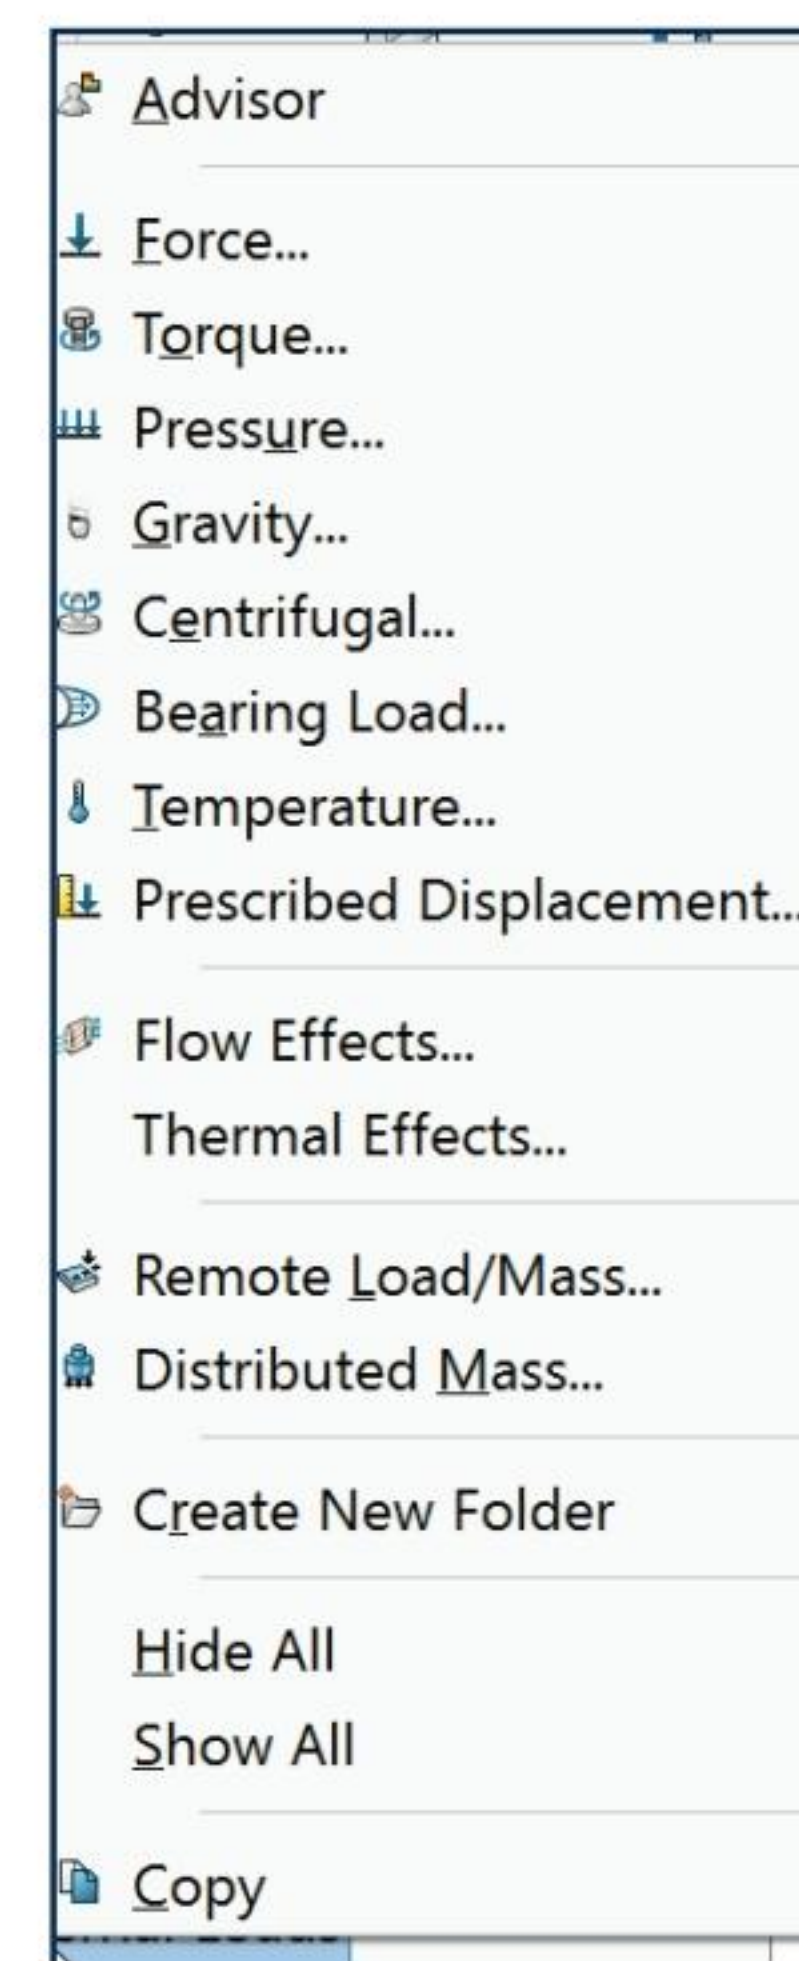 Advisor
Force...
Torque...
Pressure...
Gravity...
Centrifugal...
Bearing Load...
Temperature...
Prescribed Displacement...
Flow Effects...
Thermal Effects...
Remote Load/Mass...
Distributed Mass...
Create New Folder
Hide All
Show All
Copy